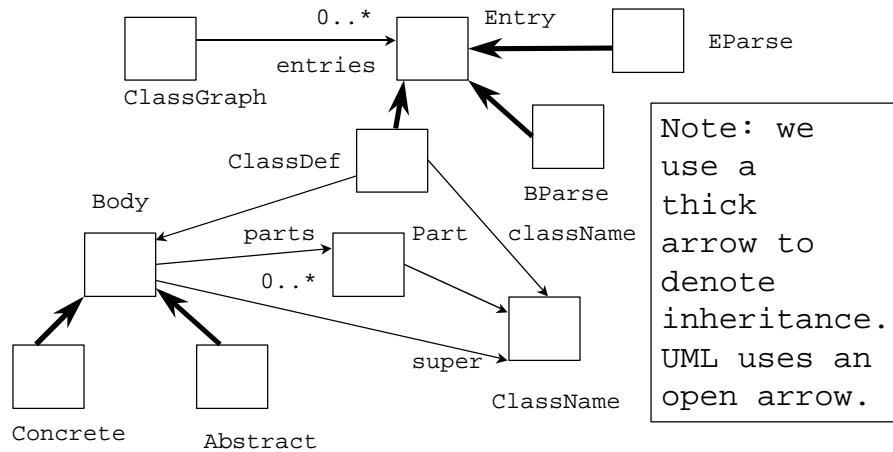 0..*
Entry
EParse
entries
ClassGraph
ClassDef
BParse
Body
parts
Part
className
0..*
super
ClassName
Concrete
Abstract
Note: we
use a
thick
arrow to
denote
inheritance.
UML uses an
open arrow.